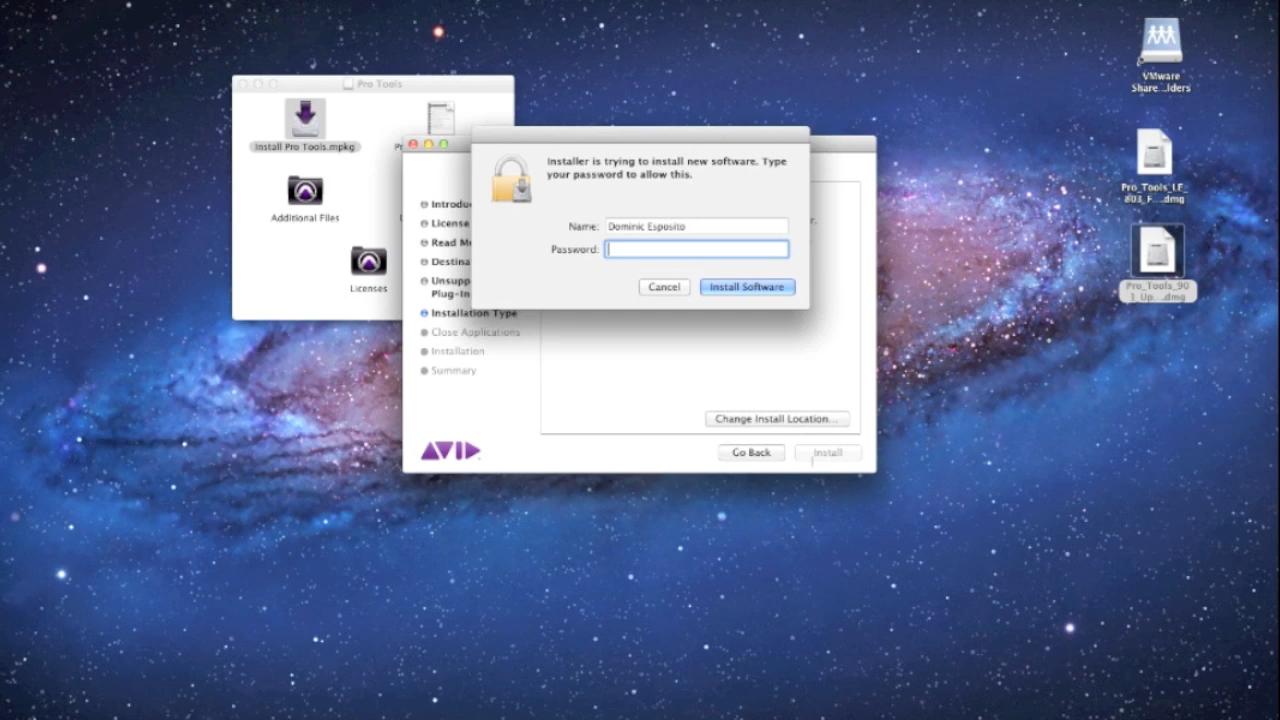 VMware
Share...lders
Pro Tools
Install Pro Tools.mpkg
Additional Files
Licenses
Installer is trying to install new software. Type
your password to allow this.
Name: Dominic Esposito
Password:
Cancel
Install Software
Introdu
License
Read M
Destina
Unsupp
Plug-In
Installation Type
Close Applications
Installation
Summary
Change Install Location...
AVID
Go Back
Install
Pro_Tools_LE_
803_F....dmg
Pro_Tools_90
1_Up....dmg